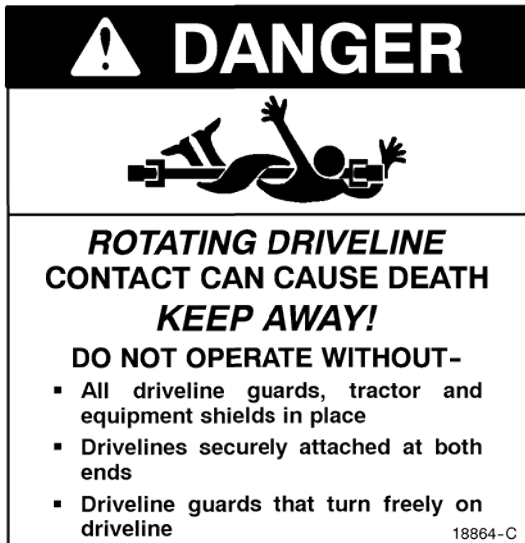 DANGER
ROTATING DRIVELINE
CONTACT CAN CAUSE DEATH
KEEP AWAY!
DO NOT OPERATE WITHOUT-
▪ All driveline guards, tractor and
equipment shields in place
▪ Drivelines securely attached at both
ends
▪ Driveline guards that turn freely on
driveline
18864-C